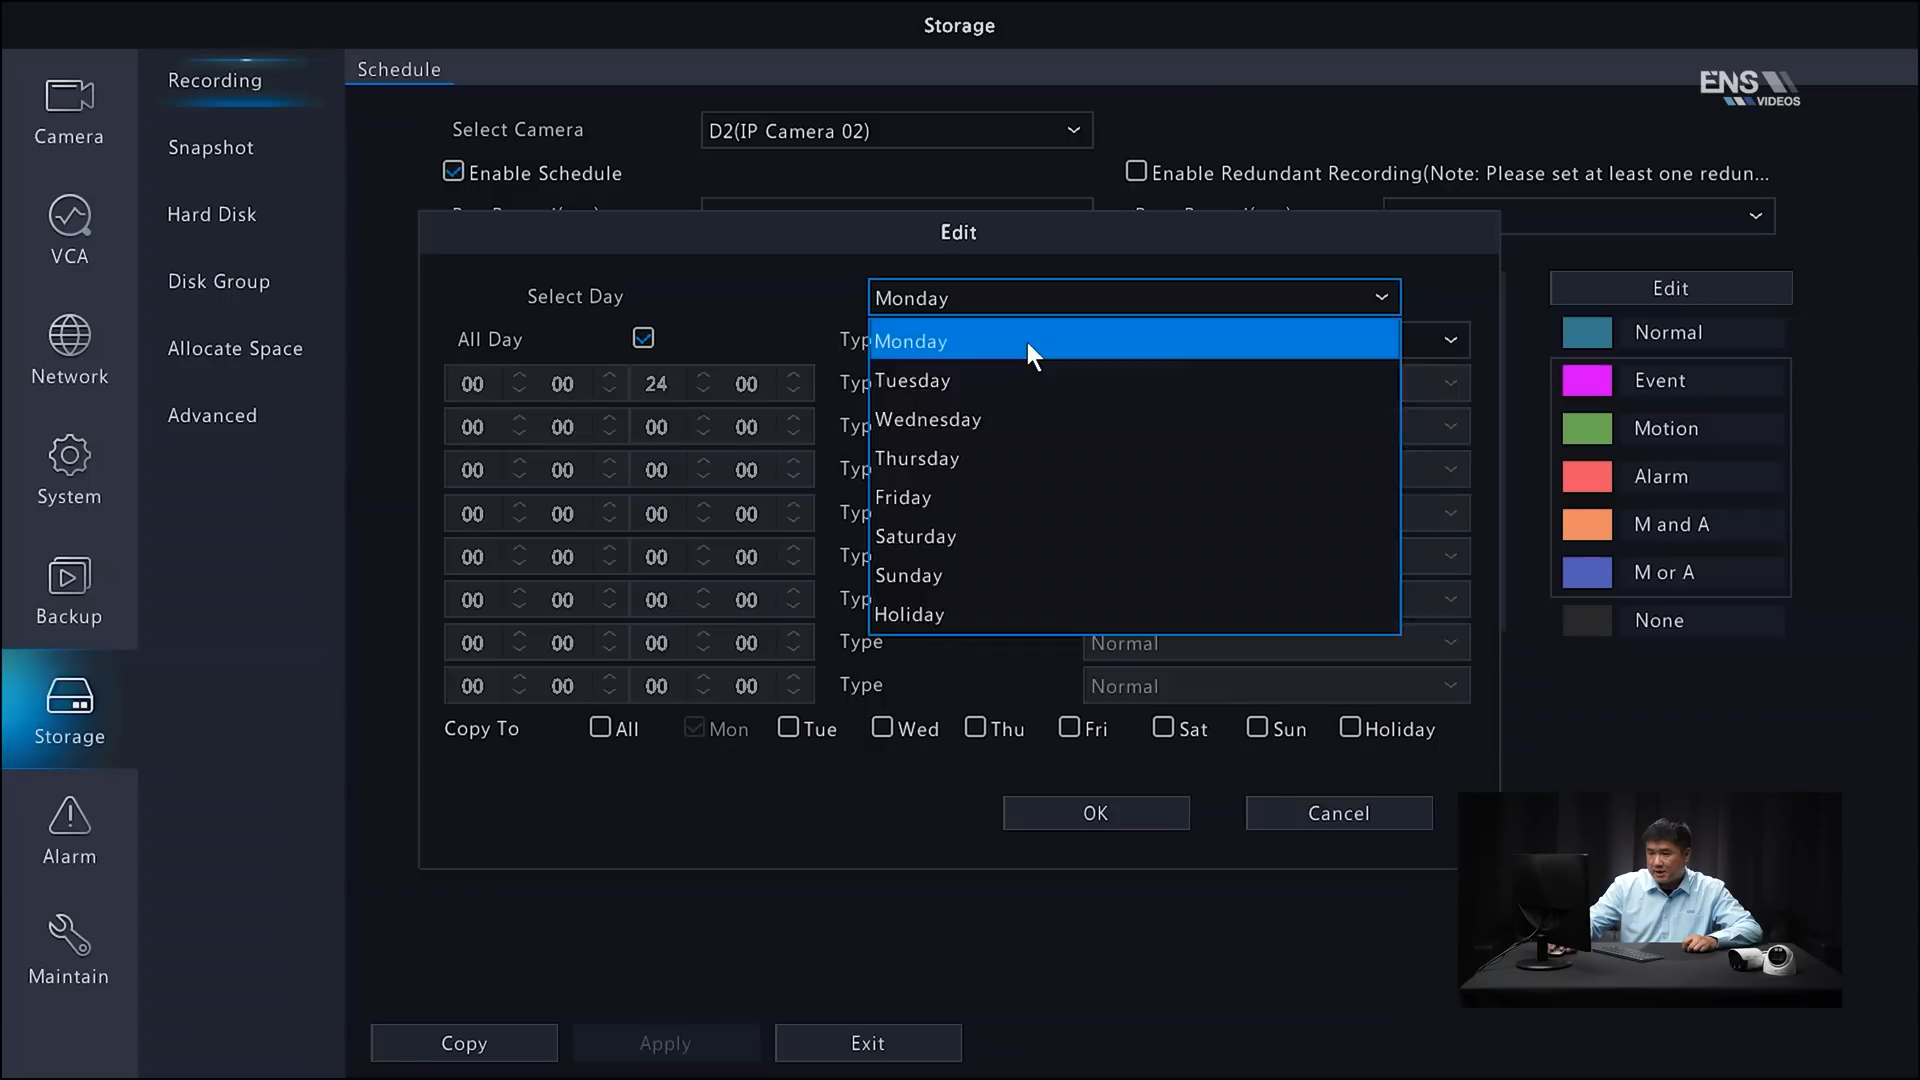 Storage
Camera
VCA
Network
System
Backup
Storage
Alarm
Maintain
Recording
Snapshot
Hard Disk
Disk Group
Allocate Space
Advanced
Schedule
ENS
VIDEOS
Select Camera D2(IP Camera 02)
Enable Schedule Enable Redundant Recording(Note: Please set at least one redun...
Edit
Select Day Monday
All Day Typ
Monday
Tuesday
Wednesday
Thursday
Friday
Saturday
Sunday
Holiday
00 00 24 00 Typ
00 00 00 00 Typ
00 00 00 00 Typ
00 00 00 00 Typ
00 00 00 00 Typ
00 00 00 00 Typ
00 00 00 00 Type Normal
00 00 00 00 Type Normal
Copy To All Mon Tue Wed Thu Fri Sat Sun Holiday
OK Cancel
Edit
Normal
Event
Motion
Alarm
M and A
M or A
None
Copy Apply Exit